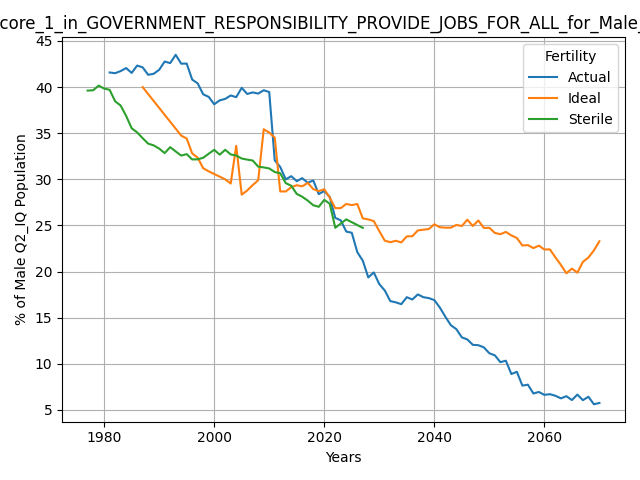 core_1_in_GOVERNMENT_RESPONSIBILITY_PROVIDE_JOBS_FOR_ALL_for_Male_
Fertility
Actual
Ideal
Sterile
% of Male Q2_IQ Population
45
40
35
30
25
20
15
10
5
1980
2000
2020
2040
2060
Years